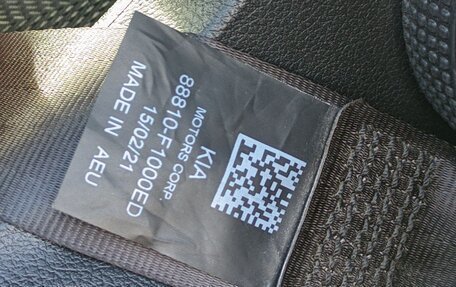 KIA
MOTORS CORP.
88810-F1000ED
15/02/21
MADE IN AEU